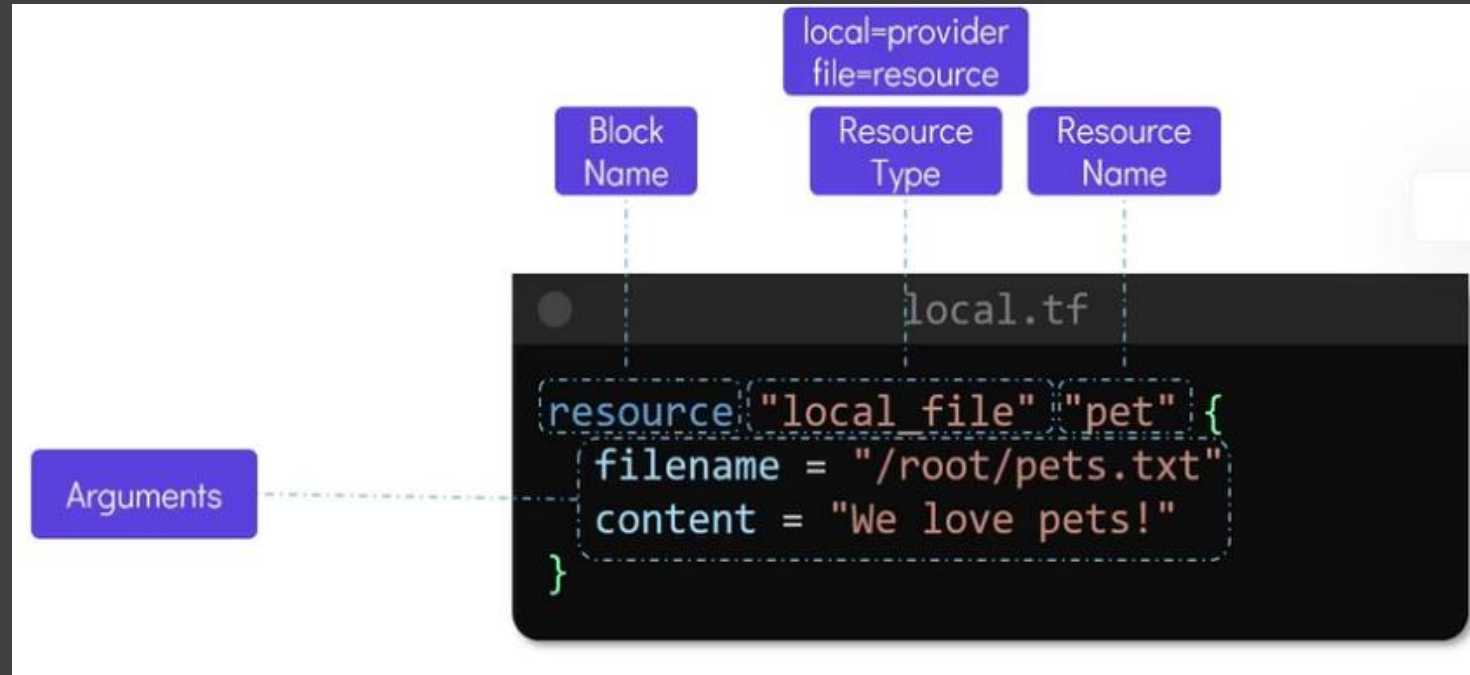 local=provider
file=resource
Block
Name
Resource
Type
Resource
Name
local.tf
resource "local_file" "pet" {
filename = "/root/pets.txt"
Arguments
content = "We love pets!"
}